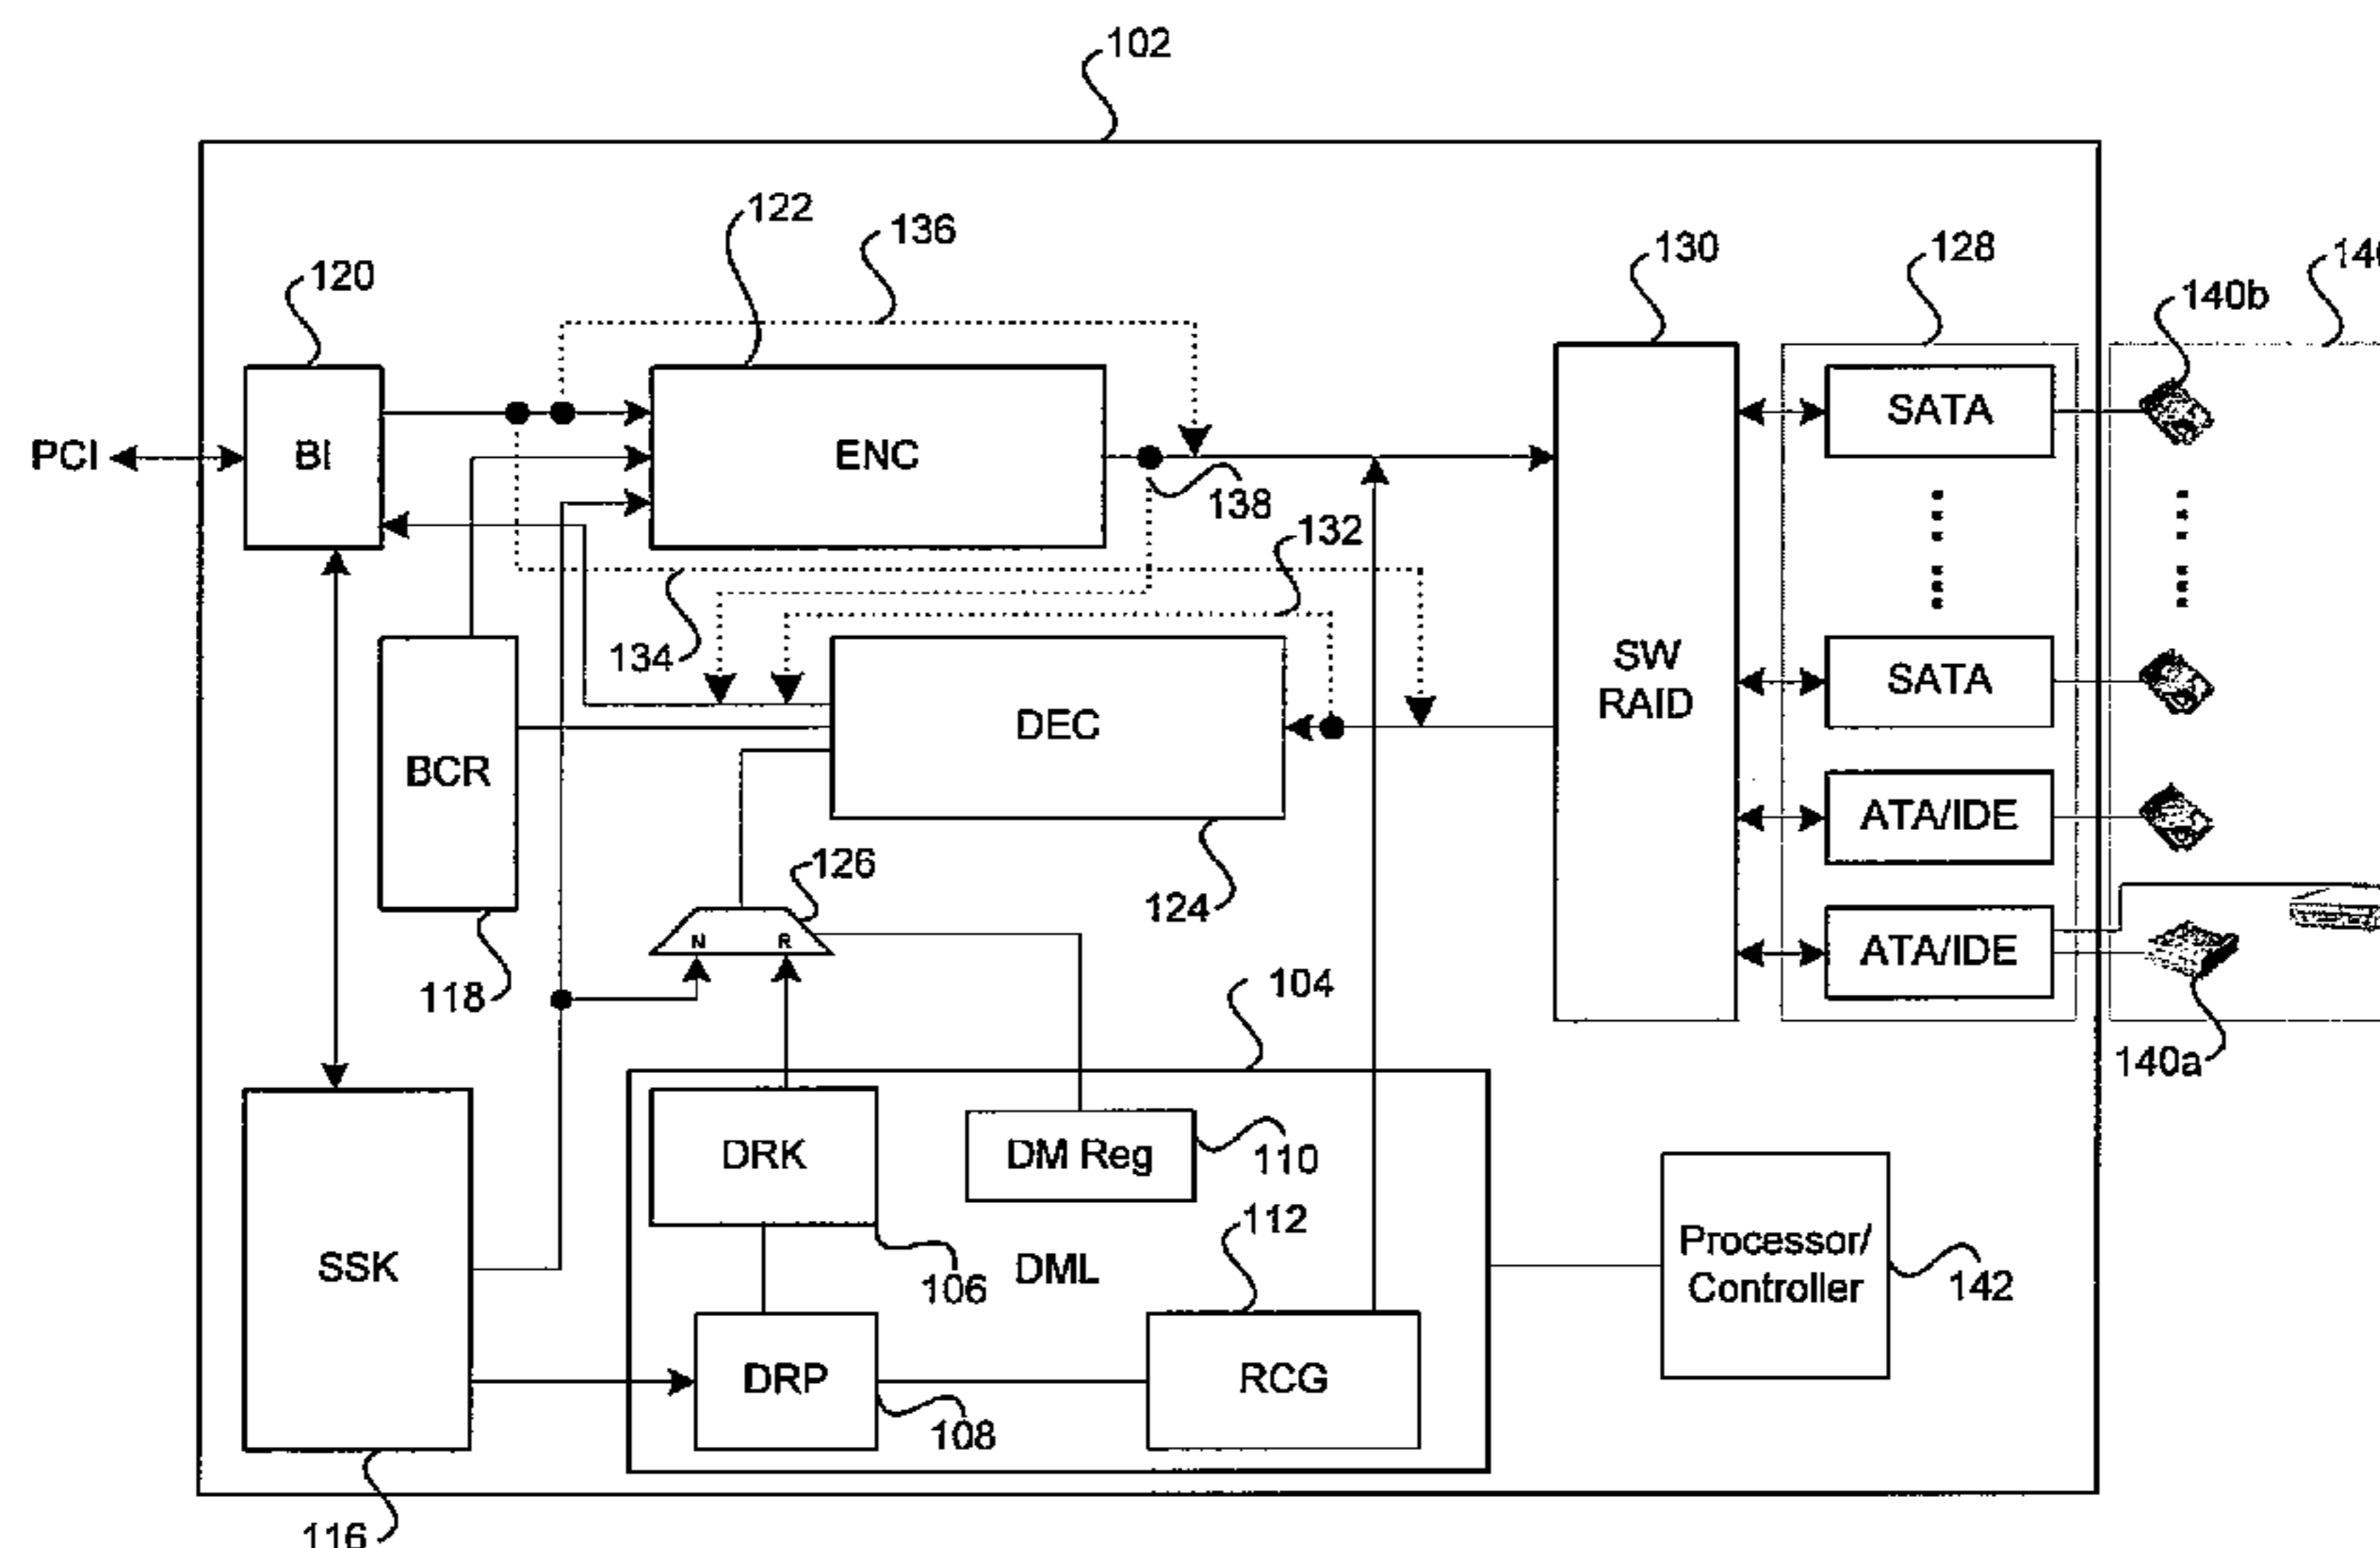 102
122
136
120
130
128
140
140b
PCI
BI
ENC
SATA
138
132
134
SW
RAID
SATA
DEC
BCR
ATA/IDE
126
124
N R
ATA/IDE
118
104
140a
DRK
DM Reg
110
112
Processor/
Controller
SSK
DML
106
142
DRP
RCG
108
116